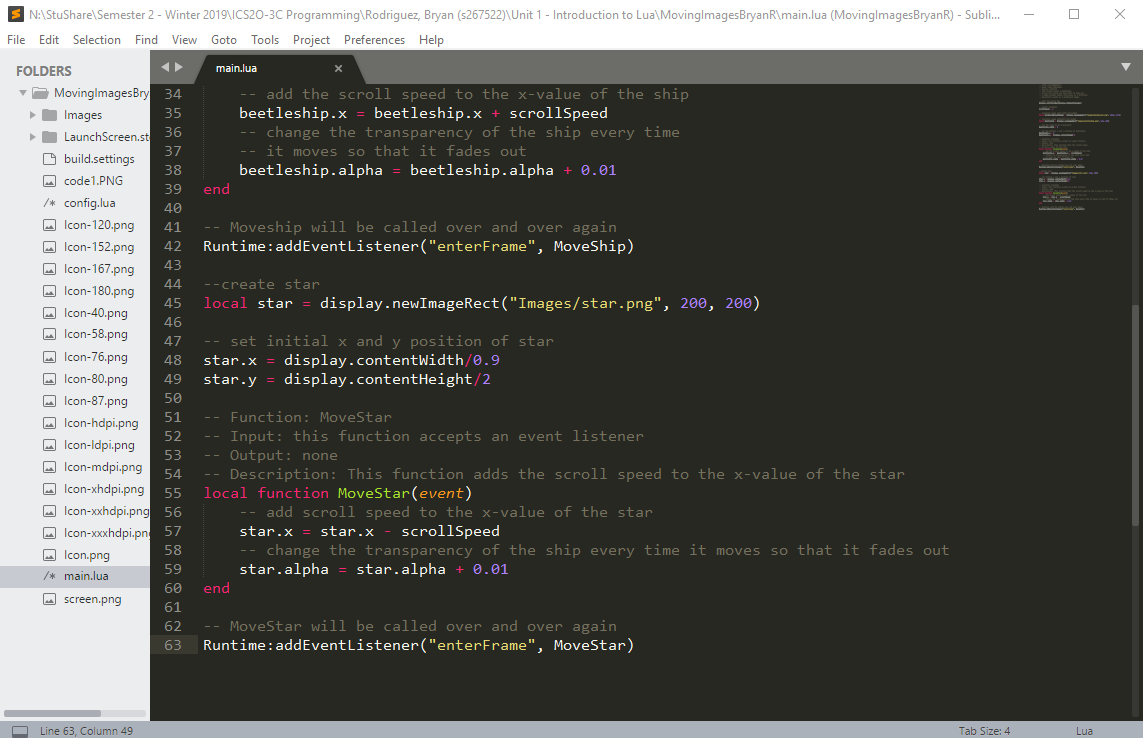 N:\StuShare\Semester 2 - Winter 2019\ICS2O-3C Programming\Rodriguez, Bryan (s267522)\Unit 1 - Introduction to Lua\MovingImagesBryanR\main.lua (MovingImagesBryanR) - Subli...
File Edit Selection Find View Goto Tools Project Preferences Help
FOLDERS
MovingImagesBry
Images
LaunchScreen.st
build.settings
code1.PNG
config.lua
Icon-120.png
Icon-152.png
Icon-167.png
Icon-180.png
Icon-40.png
Icon-58.png
Icon-76.png
Icon-80.png
Icon-87.png
Icon-hdpi.png
Icon-ldpi.png
Icon-mdpi.png
Icon-xhdpi.png
Icon-xxhdpi.png
Icon-xxxhdpi.pn
Icon.png
main.lua
screen.png
main.lua
34 -- add the scroll speed to the x-value of the ship
35 beetleship.x = beetleship.x + scrollSpeed
36 -- change the transparency of the ship every time
37 -- it moves so that it fades out
38 beetleship.alpha = beetleship.alpha + 0.01
39 end
40
41 -- Moveship will be called over and over again
42 Runtime:addEventListener("enterFrame", MoveShip)
43
44 --create star
45 local star = display.newImageRect("Images/star.png", 200, 200)
46
47 -- set initial x and y position of star
48 star.x = display.contentWidth/0.9
49 star.y = display.contentHeight/2
50
51 -- Function: MoveStar
52 -- Input: this function accepts an event listener
53 -- Output: none
54 -- Description: This function adds the scroll speed to the x-value of the star
55 local function MoveStar(event)
56 -- add scroll speed to the x-value of the star
57 star.x = star.x - scrollSpeed
58 -- change the transparency of the ship every time it moves so that it fades out
59 star.alpha = star.alpha + 0.01
60 end
61
62 -- MoveStar will be called over and over again
63 Runtime:addEventListener("enterFrame", MoveStar)
Line 63, Column 49
Tab Size: 4
Lua